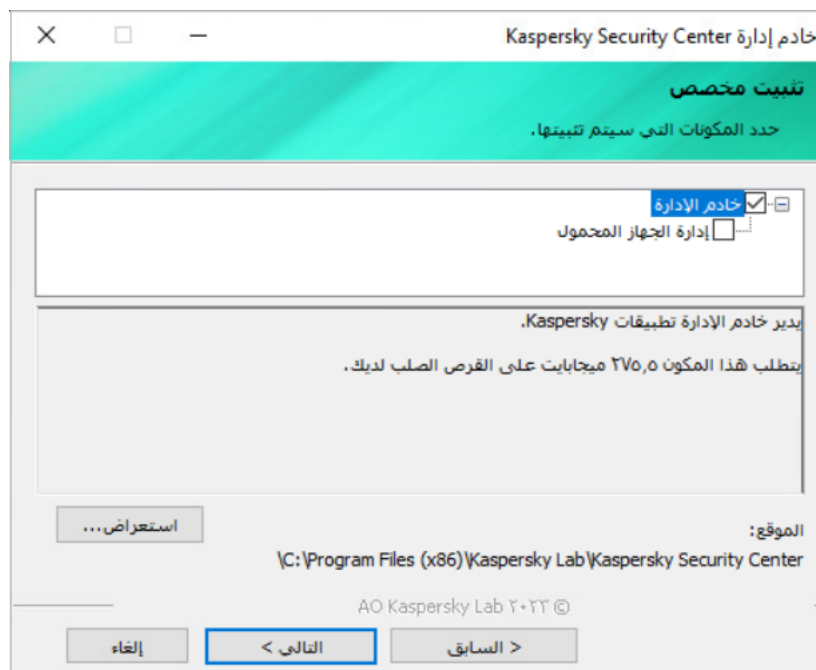 خادم إدارة Kaspersky Security Center
تثبيت مخصص
حدد المكونات التي سيتم تثبيتها.
خادم الإدارة
إدارة الجهاز المحمول
يدير خادم الإدارة تطبيقات Kaspersky.
يتطلب هذا المكون ٢٧٥,٥ ميجابايت على القرص الصلب لديك.
الموقع:
استعراض...
\C:\Program Files (x86)\Kaspersky Lab\Kaspersky Security Center
AO Kaspersky Lab ٢٠٢٣ ©
< السابق
التالي >
إلغاء